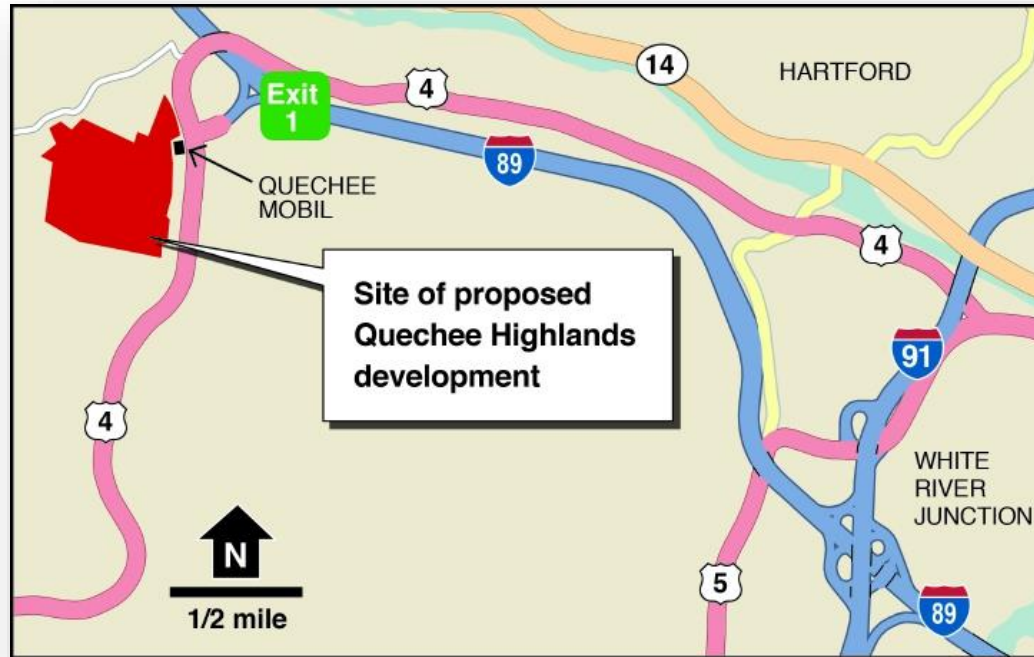 14
HARTFORD
4
Exit
1
89
QUECHEE
MOBIL
4
Site of proposed
Quechee Highlands
development
91
4
WHITE
RIVER
JUNCTION
N
1/2 mile
5
89